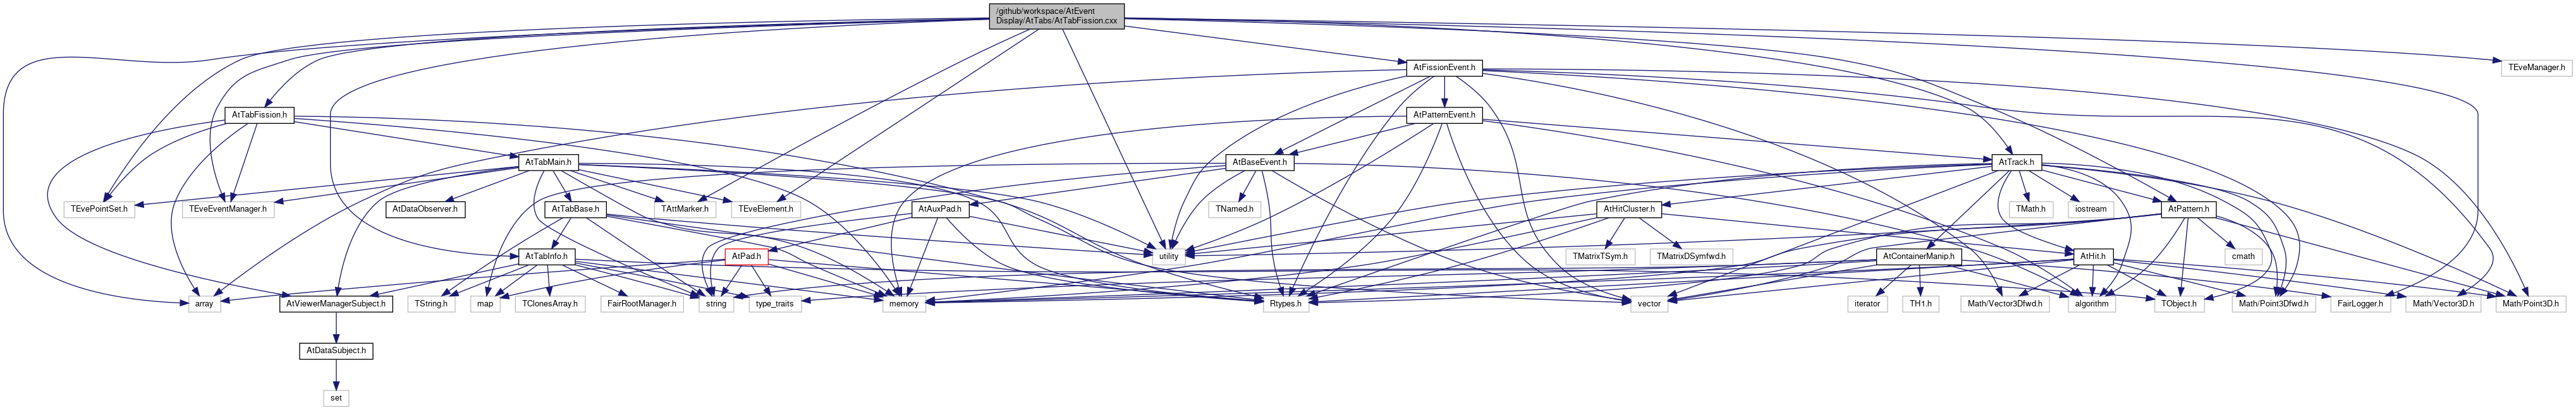 /github/workspace/AtEvent
Display/AtTabs/AtTabFission.cxx
AtFissionEvent.h
TEveManager.h
AtTabFission.h
AtPatternEvent.h
AtTabMain.h
AtBaseEvent.h
AtTrack.h
TEvePointSet.h
TEveEventManager.h
AtDataObserver.h
AtTabBase.h
TAttMarker.h
TEveElement.h
AtAuxPad.h
TNamed.h
AtHitCluster.h
TMath.h
iostream
AtPattern.h
AtTabInfo.h
AtPad.h
utility
TMatrixTSym.h
TMatrixDSymfwd.h
AtContainerManip.h
AtHit.h
cmath
array
AtViewerManagerSubject.h
TString.h
map
TClonesArray.h
FairRootManager.h
string
type_traits
memory
Rtypes.h
vector
iterator
TH1.h
Math/Vector3Dfwd.h
algorithm
TObject.h
Math/Point3Dfwd.h
FairLogger.h
Math/Vector3D.h
Math/Point3D.h
AtDataSubject.h
set